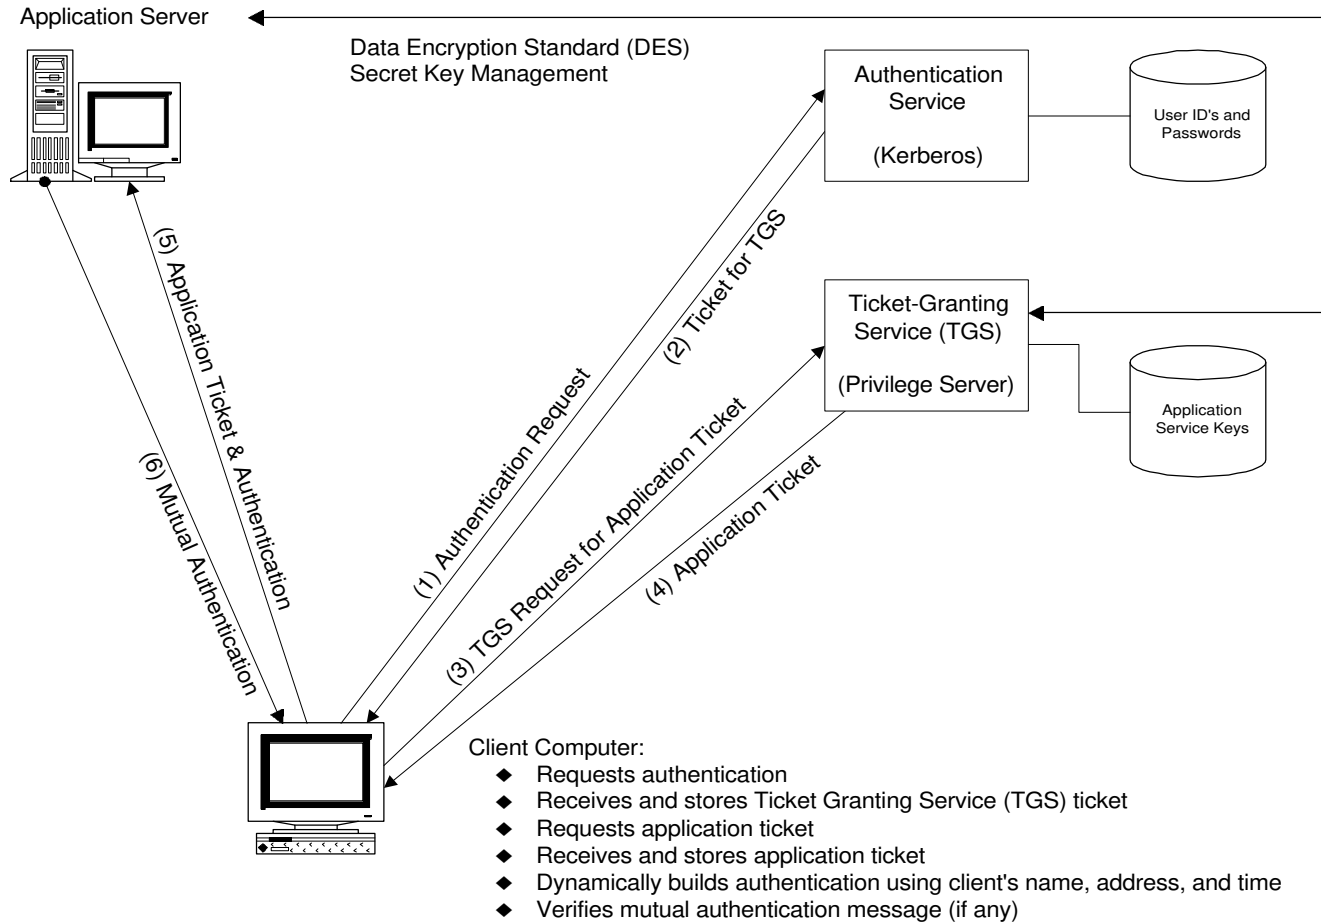 Application Server
Data Encryption Standard (DES)
Secret Key Management
Authentication
Service
(Kerberos)
User ID's and
Passwords
Ticket-Granting
Service (TGS)
(Privilege Server)
Application
Service Keys
(5) Application Ticket & Authentication
(6) Mutual Authentication
(1) Authentication Request
(2) Ticket for TGS
(3) TGS Request for Application Ticket
(4) Application Ticket
Client Computer:
◆ Requests authentication
◆ Receives and stores Ticket Granting Service (TGS) ticket
◆ Requests application ticket
◆ Receives and stores application ticket
◆ Dynamically builds authentication using client's name, address, and time
◆ Verifies mutual authentication message (if any)